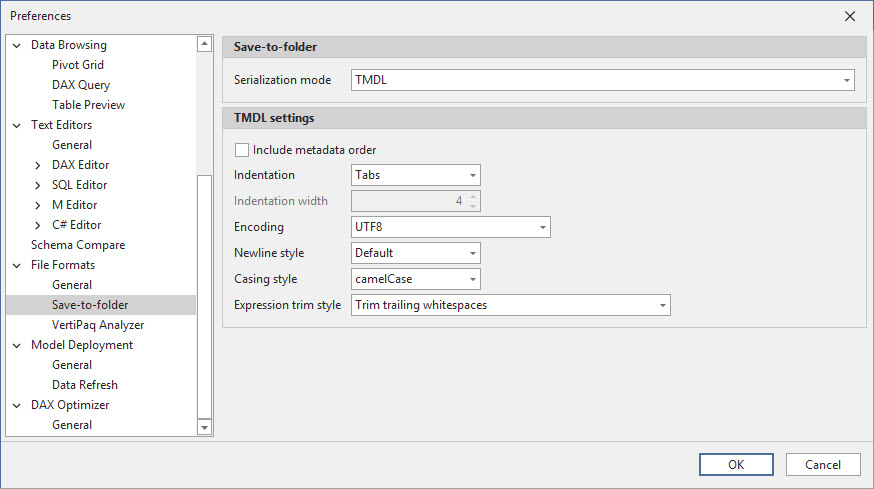 Preferences
Data Browsing
Pivot Grid
DAX Query
Table Preview
Text Editors
General
DAX Editor
SQL Editor
M Editor
C# Editor
Schema Compare
File Formats
General
Save-to-folder
VertiPaq Analyzer
Model Deployment
General
Data Refresh
DAX Optimizer
General
Save-to-folder
Serialization mode TMDL
TMDL settings
Include metadata order
Indentation Tabs
Indentation width 4
Encoding UTF8
Newline style Default
Casing style camelCase
Expression trim style Trim trailing whitespaces
OK Cancel